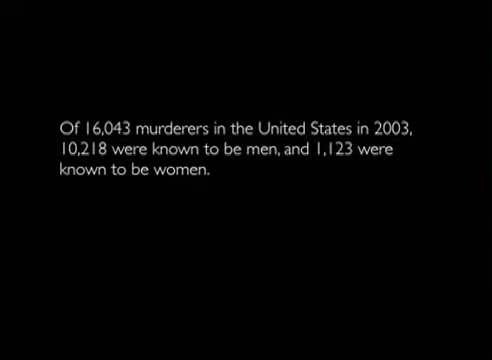 Of 16,043 murderers in the United States in 2003,
10,218 were known to be men, and 1,123 were
known to be women.